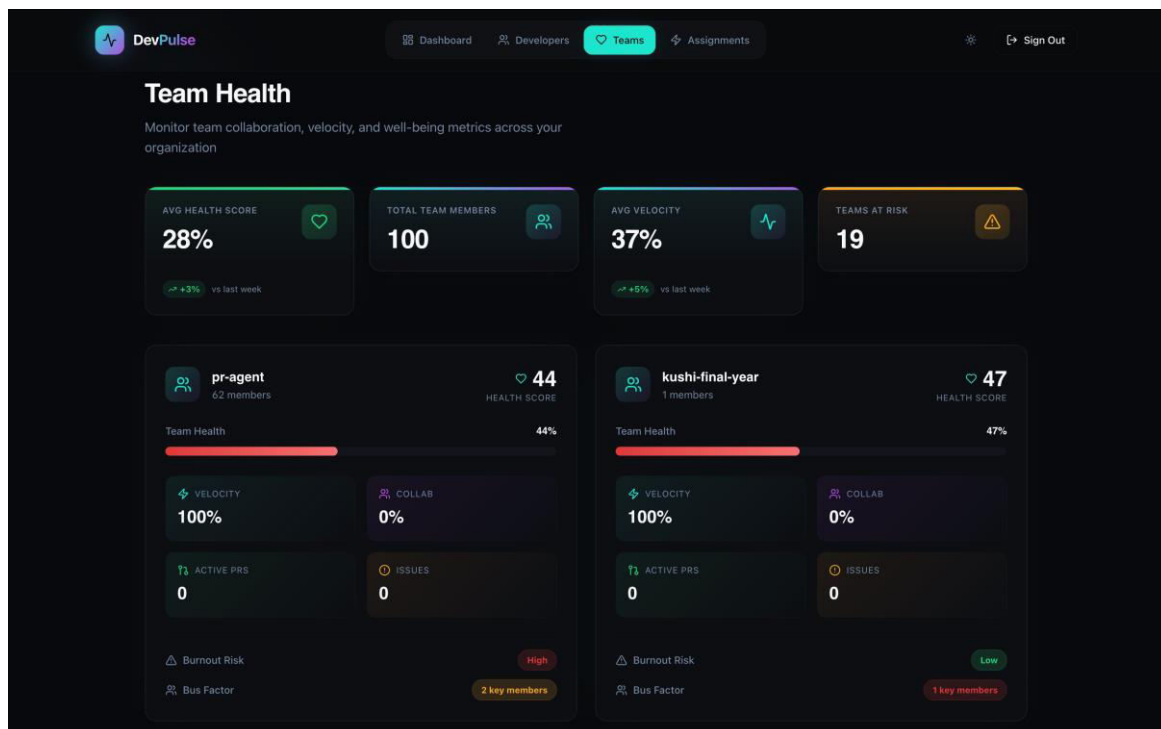 DevPulse
Dashboard
Developers
Teams
Assignments
Sign Out
Team Health
Monitor team collaboration, velocity, and well-being metrics across your
organization
AVG HEALTH SCORE
28%
+3% vs last week
TOTAL TEAM MEMBERS
100
AVG VELOCITY
37%
+5% vs last week
TEAMS AT RISK
19
pr-agent
62 members
44
HEALTH SCORE
Team Health 44%
VELOCITY
100%
COLLAB
0%
ACTIVE PRS
0
ISSUES
0
Burnout Risk High
Bus Factor 2 key members
kushi-final-year
1 members
47
HEALTH SCORE
Team Health 47%
VELOCITY
100%
COLLAB
0%
ACTIVE PRS
0
ISSUES
0
Burnout Risk Low
Bus Factor 1 key members